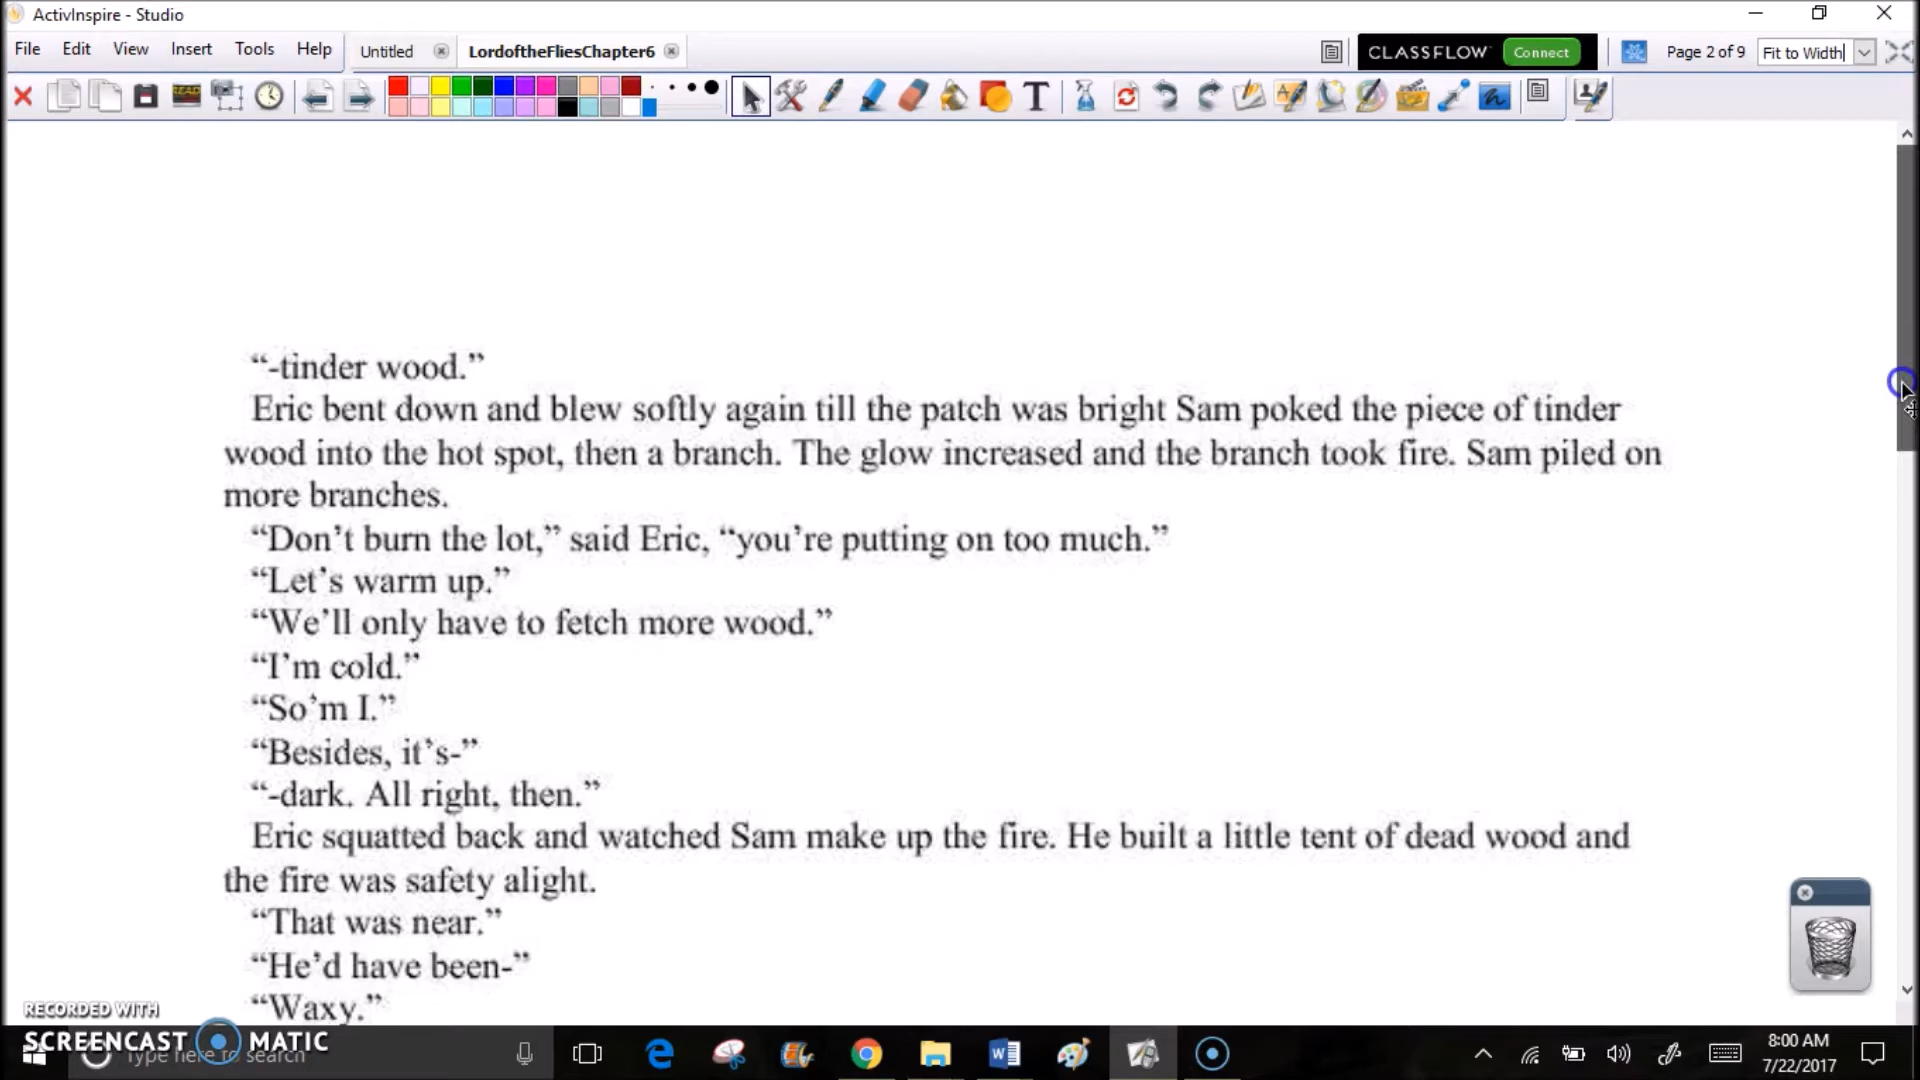 ActivInspire - Studio
File Edit View Insert Tools Help Untitled LordoftheFliesChapter6 CLASSFLOW Connect Page 2 of 9 Fit to Width
T
“-tinder wood.”
Eric bent down and blew softly again till the patch was bright Sam poked the piece of tinder
wood into the hot spot, then a branch. The glow increased and the branch took fire. Sam piled on
more branches.
“Don’t burn the lot,” said Eric, “you’re putting on too much.”
“Let’s warm up.”
“We’ll only have to fetch more wood.”
“I’m cold.”
“So’m I.”
“Besides, it’s-”
“-dark. All right, then.”
Eric squatted back and watched Sam make up the fire. He built a little tent of dead wood and
the fire was safety alight.
“That was near.”
“He’d have been-”
“Waxy.”
RECORDED WITH
SCREENCAST MATIC
Type here to search
8:00 AM
7/22/2017